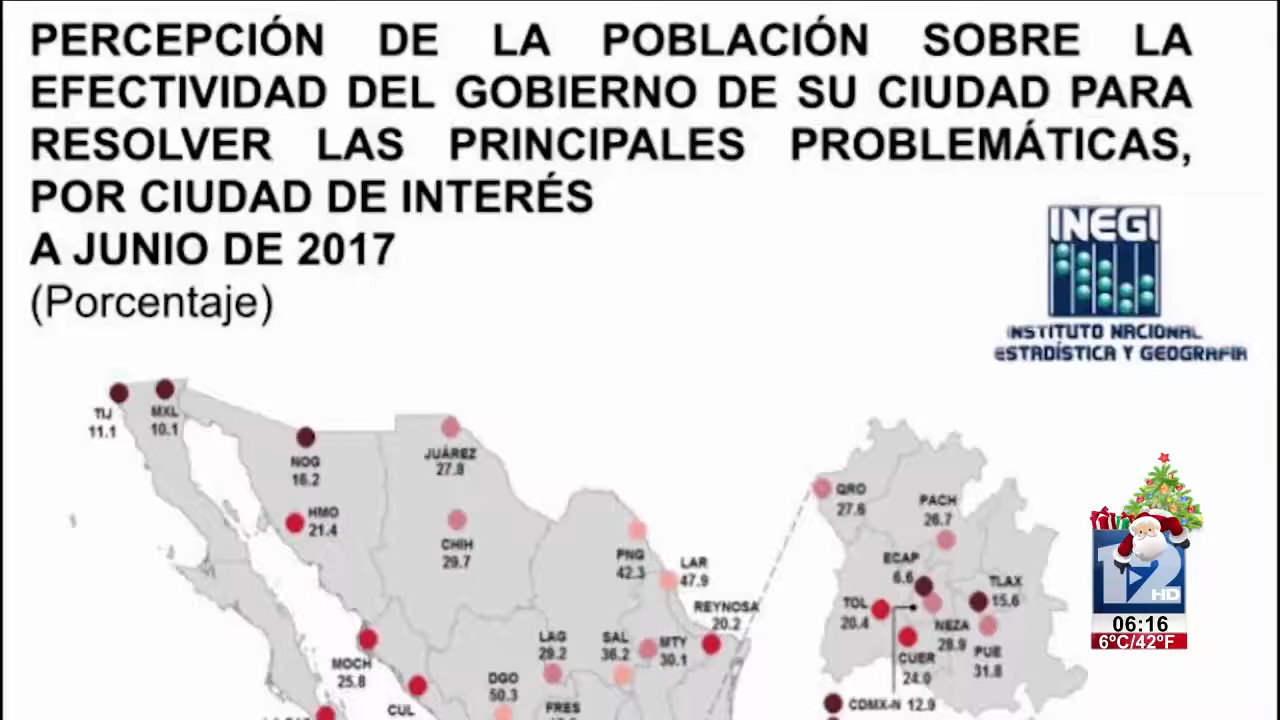 PERCEPCIÓN DE LA POBLACIÓN SOBRE LA
EFECTIVIDAD DEL GOBIERNO DE SU CIUDAD PARA
RESOLVER LAS PRINCIPALES PROBLEMÁTICAS,
POR CIUDAD DE INTERÉS
A JUNIO DE 2017
(Porcentaje)
INEGI
INSTITUTO NACIONAL
ESTADÍSTICA Y GEOGRAFIA
TIJ
11.1
MXL
10.1
NOG
16.2
HMO
21.4
JUÁREZ
27.8
CHIH
29.7
PNG
42.3
LAR
47.9
REYNOSA
20.2
LAG
29.2
SAL
36.2
MTY
30.1
DGO
50.3
FRES
MOCH
25.8
CUL
QRO
27.6
PACH
26.7
ECAP
6.6
TLAX
15.6
TOL
20.4
NEZA
28.9
PUE
31.8
CUER
24.0
CDMX-N 12.9
12
HD
06:16
6°C/42°F